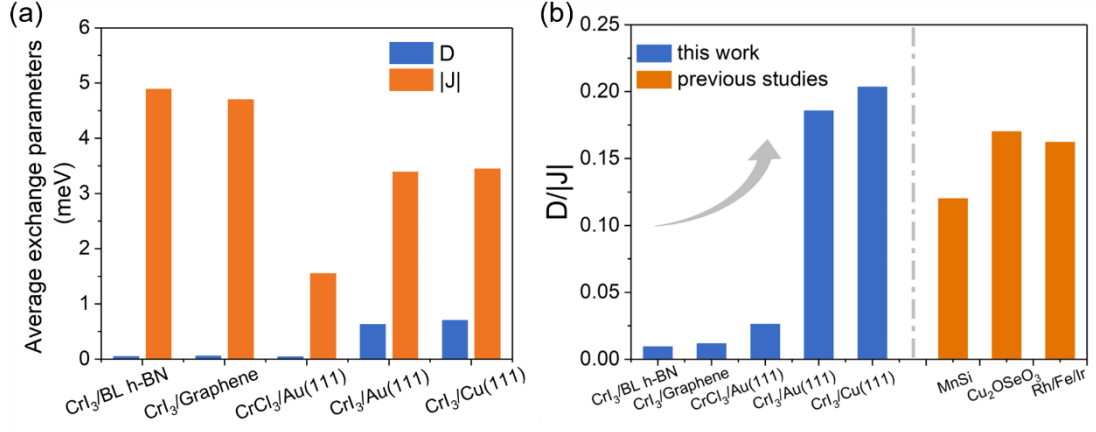 (a)
Average exchange parameters
(meV)
6
5
4
3
2
1
0
D
|J|
CrI₃/BL h-BN
CrI₃/Graphene
CrCl₃/Au(111)
CrI₃/Au(111)
CrI₃/Cu(111)
(b)
D/|J|
0.25
0.20
0.15
0.10
0.05
0.00
this work
previous studies
CrI₃/BL h-BN
CrI₃/Graphene
CrCl₃/Au(111)
CrI₃/Au(111)
CrI₃/Cu(111)
MnSi
Cu₂OSeO₃
Rh/Fe/Ir